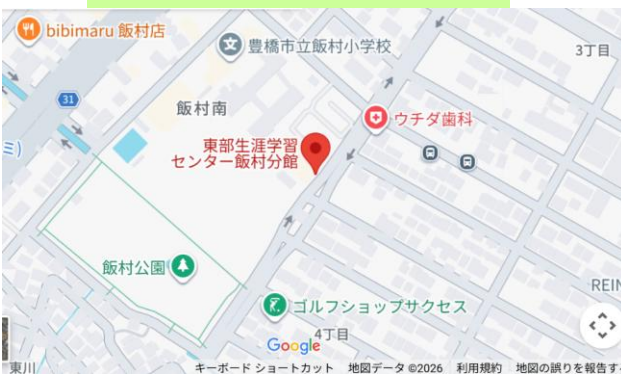 bibimaru 飯村店
豊橋市立飯村小学校
3丁目
31
飯村南
ウチダ歯科
ミ)
東部生涯学習
センター飯村分館
飯村公園
REIN
ゴルフショップサクセス
4丁目
Google
東川
キーボード ショートカット 地図データ ©2026 利用規約 地図の誤りを報告す